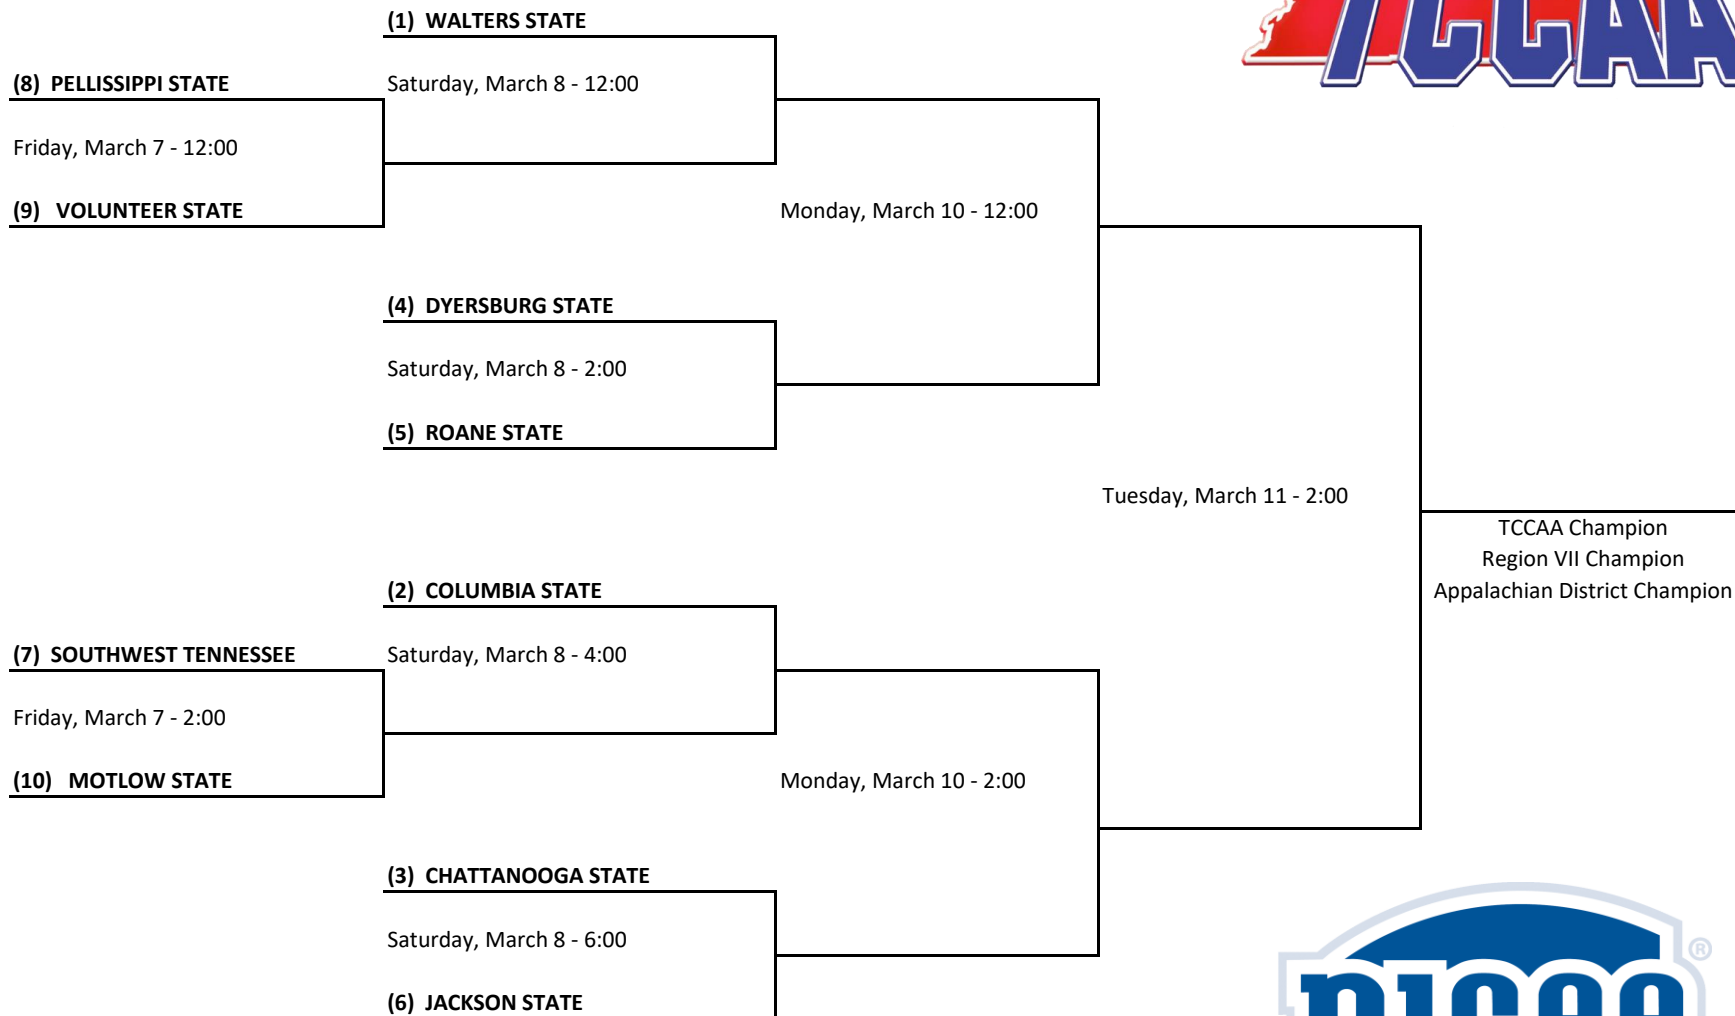 (1) WALTERS STATE
TCCAA
(8) PELLISSIPPI STATE
Saturday, March 8 - 12:00
Friday, March 7 - 12:00
(9) VOLUNTEER STATE
Monday, March 10 - 12:00
(4) DYERSBURG STATE
Saturday, March 8 - 2:00
(5) ROANE STATE
Tuesday, March 11 - 2:00
TCCAA Champion
Region VII Champion
Appalachian District Champion
(2) COLUMBIA STATE
(7) SOUTHWEST TENNESSEE
Saturday, March 8 - 4:00
Friday, March 7 - 2:00
(10) MOTLOW STATE
Monday, March 10 - 2:00
(3) CHATTANOOGA STATE
Saturday, March 8 - 6:00
(6) JACKSON STATE
njcaa
®